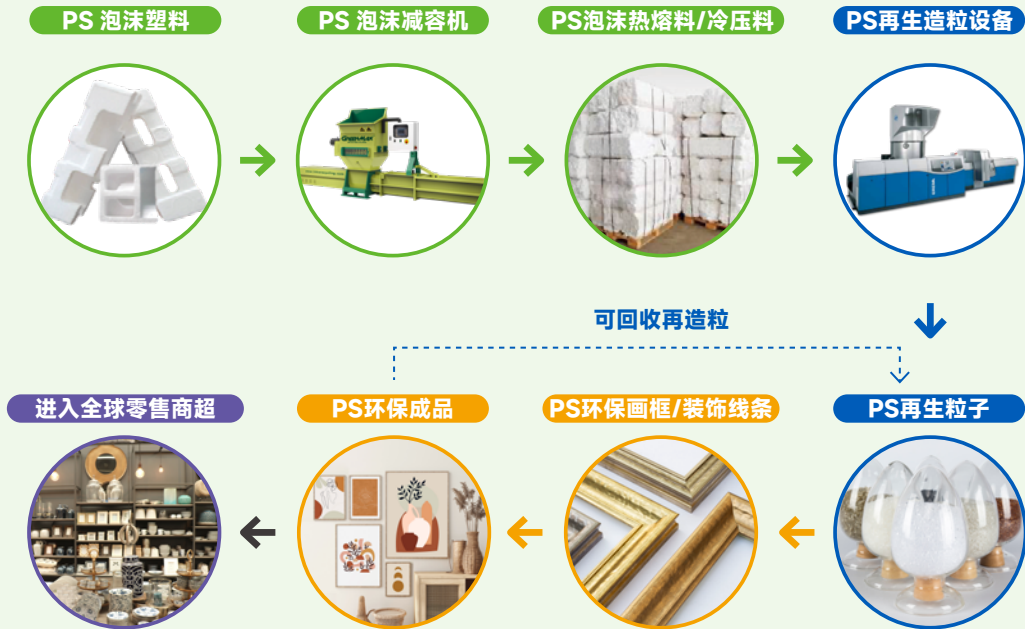 PS 泡沫塑料
PS 泡沫减容机
PS泡沫热熔料/冷压料
PS再生造粒设备
GREENMAX
可回收再造粒
进入全球零售商超
PS环保成品
PS环保画框/装饰线条
PS再生粒子